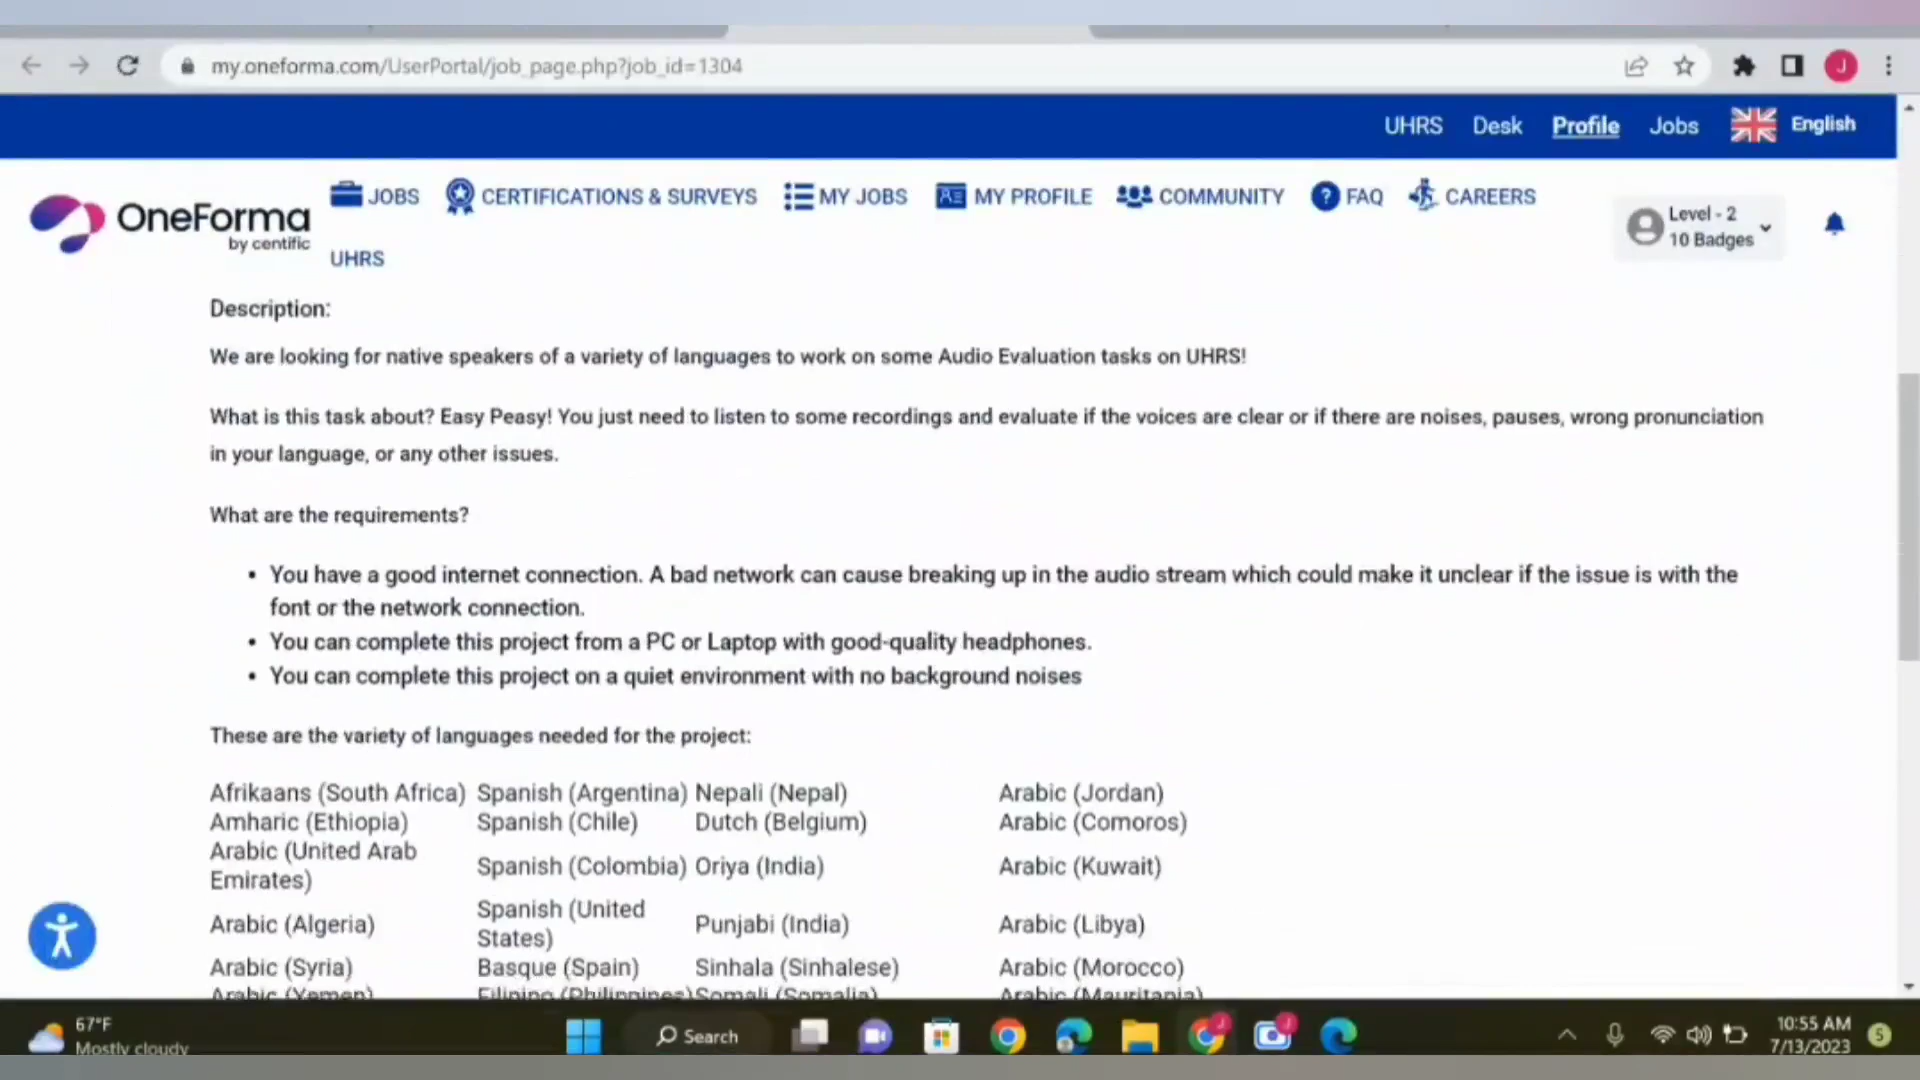 my.oneforma.com/UserPortal/job_page.php?job_id=1304
J
UHRS Desk Profile Jobs English
JOBS CERTIFICATIONS & SURVEYS MY JOBS MY PROFILE COMMUNITY FAQ CAREERS
OneForma
by centific
UHRS
Level - 2
10 Badges
Description:
We are looking for native speakers of a variety of languages to work on some Audio Evaluation tasks on UHRS!
What is this task about? Easy Peasy! You just need to listen to some recordings and evaluate if the voices are clear or if there are noises, pauses, wrong pronunciation
in your language, or any other issues.
What are the requirements?
• You have a good internet connection. A bad network can cause breaking up in the audio stream which could make it unclear if the issue is with the
font or the network connection.
• You can complete this project from a PC or Laptop with good-quality headphones.
• You can complete this project on a quiet environment with no background noises
These are the variety of languages needed for the project:
Afrikaans (South Africa) Spanish (Argentina) Nepali (Nepal) Arabic (Jordan)
Amharic (Ethiopia) Spanish (Chile) Dutch (Belgium) Arabic (Comoros)
Arabic (United Arab
Emirates) Spanish (Colombia) Oriya (India) Arabic (Kuwait)
Arabic (Algeria) Spanish (United
States) Punjabi (India) Arabic (Libya)
Arabic (Syria) Basque (Spain) Sinhala (Sinhalese) Arabic (Morocco)
Arabic (Yemen) Filipino (Philippines) Somali (Somalia) Arabic (Mauritania)
67°F
Mostly cloudy
Search
10:55 AM
7/13/2023
5